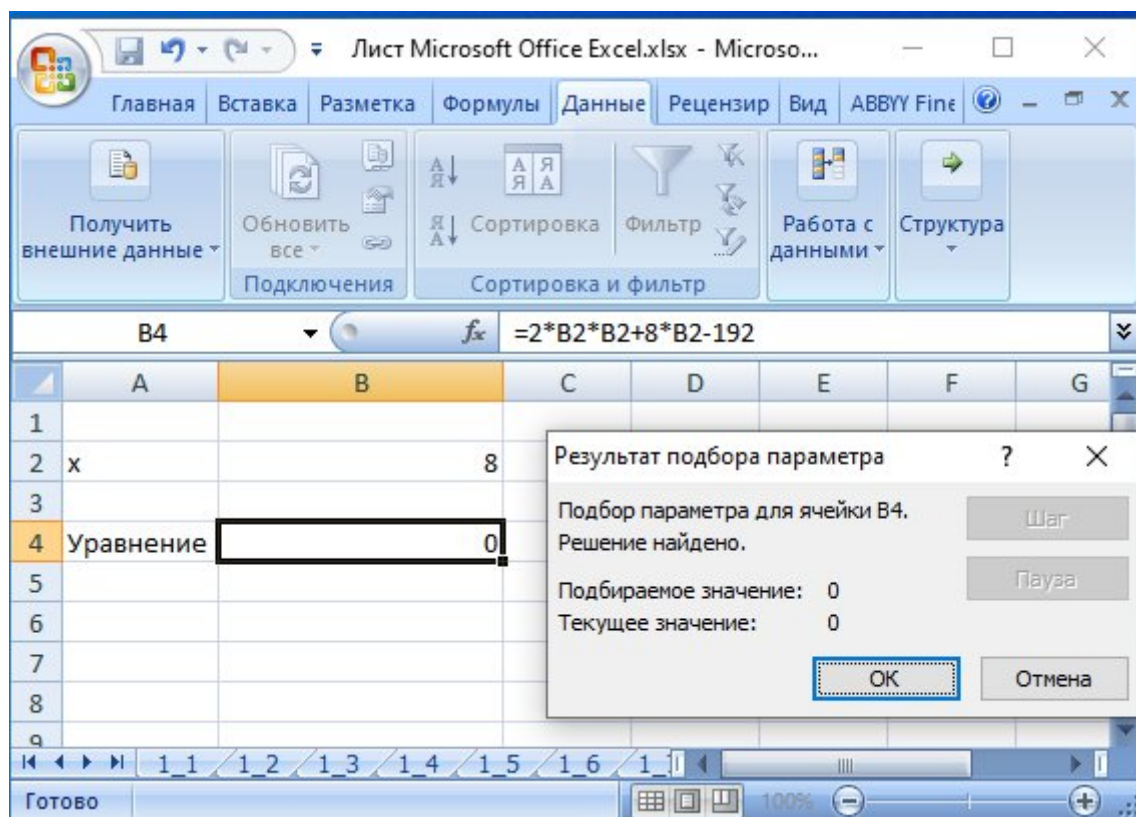 Лист Microsoft Office Excel.xlsx - Microso...
Главная Вставка Разметка Формулы Данные Рецензир Вид ABBYY Fine
Получить внешние данные
Обновить все
Подключения
А Я
Я А
А Я
Я А
Сортировка
Фильтр
Сортировка и фильтр
Работа с данными
Структура
B4
fx
=2*B2*B2+8*B2-192
A B C D E F G
1
2 x 8
3
4 Уравнение 0
5
6
7
8
9
Результат подбора параметра ? X
Подбор параметра для ячейки B4.
Решение найдено.
Подбираемое значение: 0
Текущее значение: 0
Шаг
Пауза
ОК
Отмена
1_1 1_2 1_3 1_4 1_5 1_6
Готово
100%